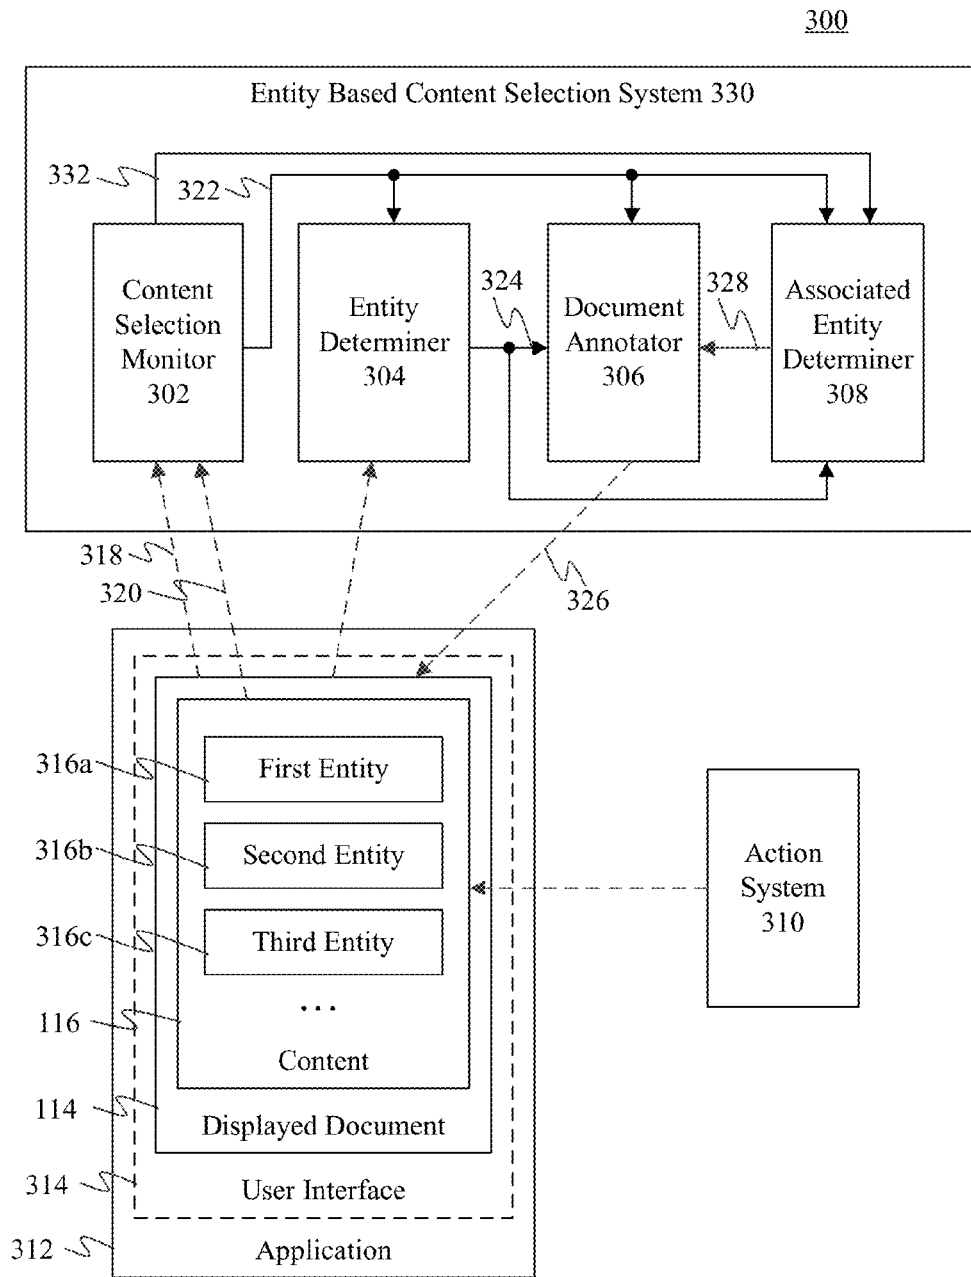 300
Entity Based Content Selection System 330
332
322
Content
Selection
Monitor
302
Entity
Determiner
304
324
Document
Annotator
306
328
Associated
Entity
Determiner
308
318
320
326
316a
First Entity
316b
Second Entity
316c
Third Entity
...
116
Content
114
Displayed Document
314
User Interface
312
Application
Action
System
310